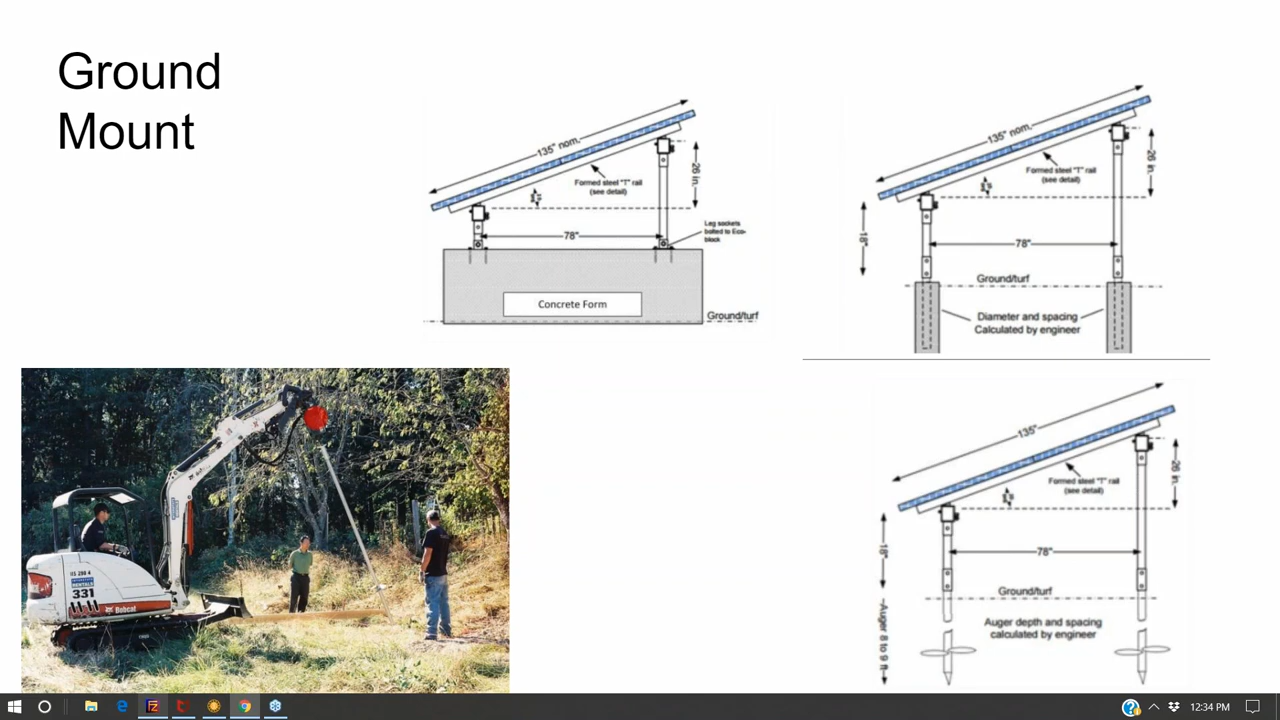 Ground
Mount
135" nom.
Formed steel "T" rail
(see detail)
26 in.
Leg sockets
bolted to Eco-
block
78"
Concrete Form
Ground/turf
135" nom.
Formed steel "T" rail
(see detail)
26 in.
18"
78"
Ground/turf
Diameter and spacing
Calculated by engineer
135"
Formed steel "T" rail
(see detail)
26 in.
18"
78"
Ground/turf
Auger 8 to 9 ft
Auger depth and spacing
calculated by engineer
RENTALS
331
Bobcat
12:34 PM